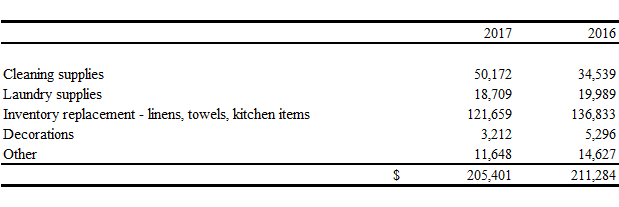 2017 2016
Cleaning supplies 50,172 34,539
Laundry supplies 18,709 19,989
Inventory replacement - linens, towels, kitchen items 121,659 136,833
Decorations 3,212 5,296
Other 11,648 14,627
$ 205,401 211,284